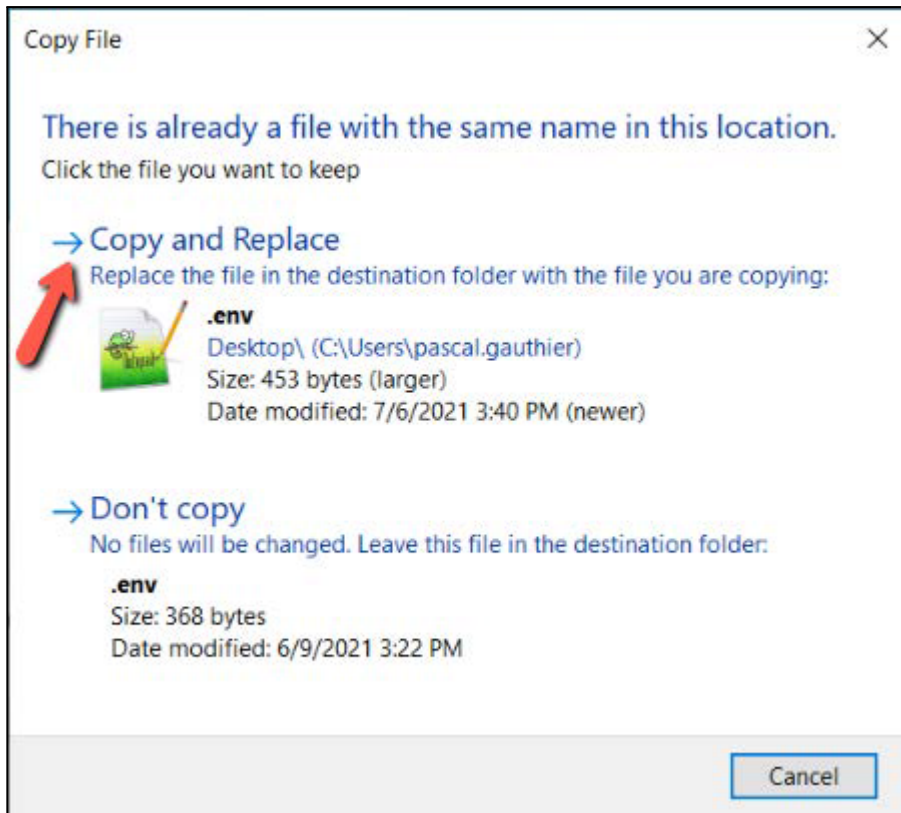 Copy File
There is already a file with the same name in this location.
Click the file you want to keep
Copy and Replace
Replace the file in the destination folder with the file you are copying:
.env
Desktop\ (C:\Users\pascal.gauthier)
Size: 453 bytes (larger)
Date modified: 7/6/2021 3:40 PM (newer)
Don't copy
No files will be changed. Leave this file in the destination folder:
.env
Size: 368 bytes
Date modified: 6/9/2021 3:22 PM
Cancel